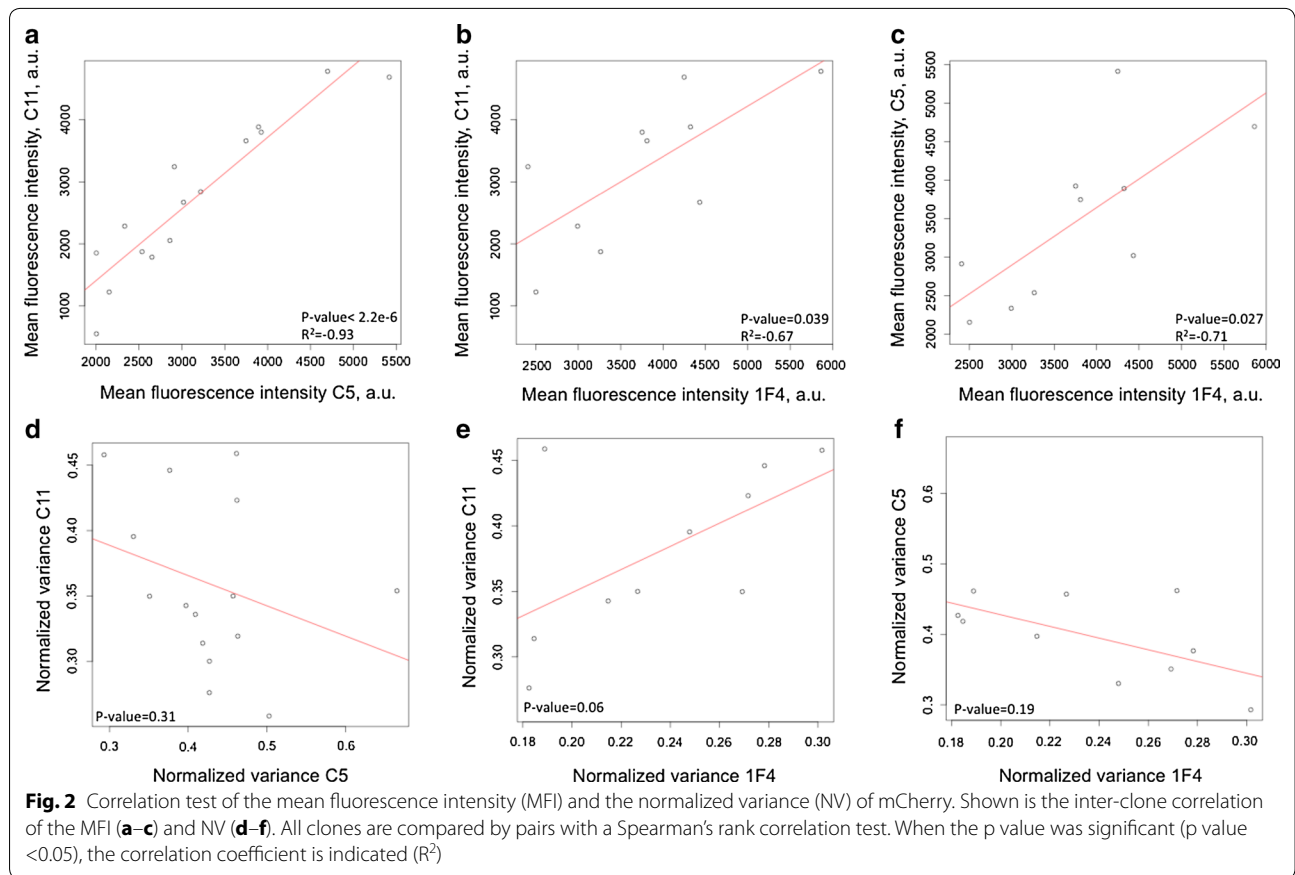 a
Mean fluorescence intensity, C11, a.u.
4000
3000
2000
1000
P-value< 2.2e-6
R²=-0.93
2000 2500 3000 3500 4000 4500 5000 5500
Mean fluorescence intensity C5, a.u.
b
Mean fluorescence intensity, C11, a.u.
4000
3000
2000
1000
P-value=0.039
R²=-0.67
2500 3000 3500 4000 4500 5000 5500 6000
Mean fluorescence intensity 1F4, a.u.
c
Mean fluorescence intensity, C5, a.u.
5500
5000
4500
4000
3500
3000
2500
2000
P-value=0.027
R²=-0.71
2500 3000 3500 4000 4500 5000 5500 6000
Mean fluorescence intensity 1F4, a.u.
d
Normalized variance C11
0.45
0.40
0.35
0.30
P-value=0.31
0.3 0.4 0.5 0.6
Normalized variance C5
e
Normalized variance C11
0.45
0.40
0.35
0.30
P-value=0.06
0.18 0.20 0.22 0.24 0.26 0.28 0.30
Normalized variance 1F4
f
Normalized variance C5
0.6
0.5
0.4
0.3
P-value=0.19
0.18 0.20 0.22 0.24 0.26 0.28 0.30
Normalized variance 1F4
Fig. 2 Correlation test of the mean fluorescence intensity (MFI) and the normalized variance (NV) of mCherry. Shown is the inter-clone correlation
of the MFI (a–c) and NV (d–f). All clones are compared by pairs with a Spearman's rank correlation test. When the p value was significant (p value
<0.05), the correlation coefficient is indicated (R²)